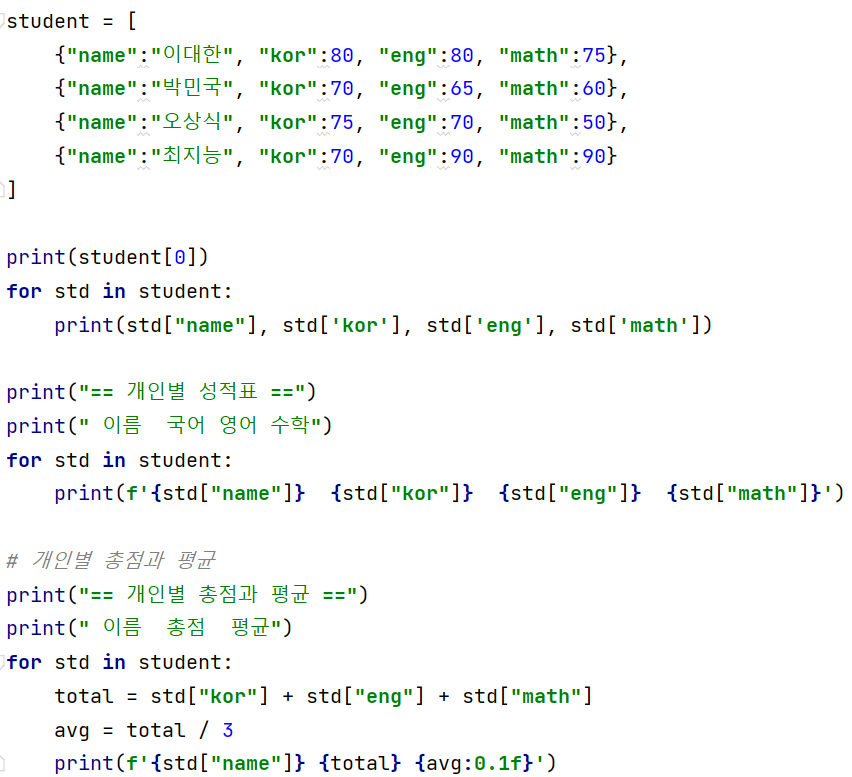 student = [
    {"name":"이대한", "kor":80, "eng":80, "math":75},
    {"name":"박민국", "kor":70, "eng":65, "math":60},
    {"name":"오상식", "kor":75, "eng":70, "math":50},
    {"name":"최지능", "kor":70, "eng":90, "math":90}
]
print(student[0])
for std in student:
    print(std["name"], std['kor'], std['eng'], std['math'])
print("== 개인별 성적표 ==")
print(" 이름  국어 영어 수학")
for std in student:
    print(f'{std["name"]}  {std["kor"]}  {std["eng"]}  {std["math"]}')
# 개인별 총점과 평균
print("== 개인별 총점과 평균 ==")
print(" 이름  총점  평균")
for std in student:
    total = std["kor"] + std["eng"] + std["math"]
    avg = total / 3
    print(f'{std["name"]} {total} {avg:0.1f}')